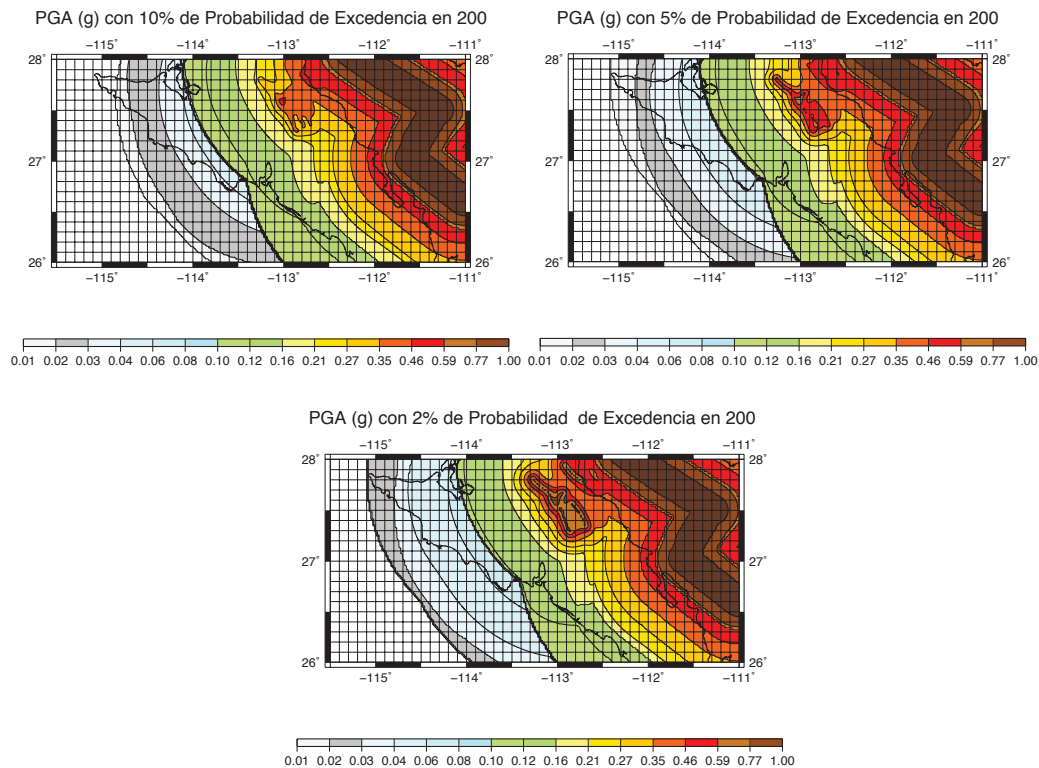 PGA (g) con 10% de Probabilidad de Excedencia en 200
−115˚ −114˚ −113˚ −112˚ −111˚
28˚ 28˚
27˚ 27˚
26˚ 26˚
−115˚ −114˚ −113˚ −112˚ −111˚
0.01 0.02 0.03 0.04 0.06 0.08 0.10 0.12 0.16 0.21 0.27 0.35 0.46 0.59 0.77 1.00
PGA (g) con 5% de Probabilidad de Excedencia en 200
−115˚ −114˚ −113˚ −112˚ −111˚
28˚ 28˚
27˚ 27˚
26˚ 26˚
−115˚ −114˚ −113˚ −112˚ −111˚
0.01 0.02 0.03 0.04 0.06 0.08 0.10 0.12 0.16 0.21 0.27 0.35 0.46 0.59 0.77 1.00
PGA (g) con 2% de Probabilidad de Excedencia en 200
−115˚ −114˚ −113˚ −112˚ −111˚
28˚ 28˚
27˚ 27˚
26˚ 26˚
−115˚ −114˚ −113˚ −112˚ −111˚
0.01 0.02 0.03 0.04 0.06 0.08 0.10 0.12 0.16 0.21 0.27 0.35 0.46 0.59 0.77 1.00